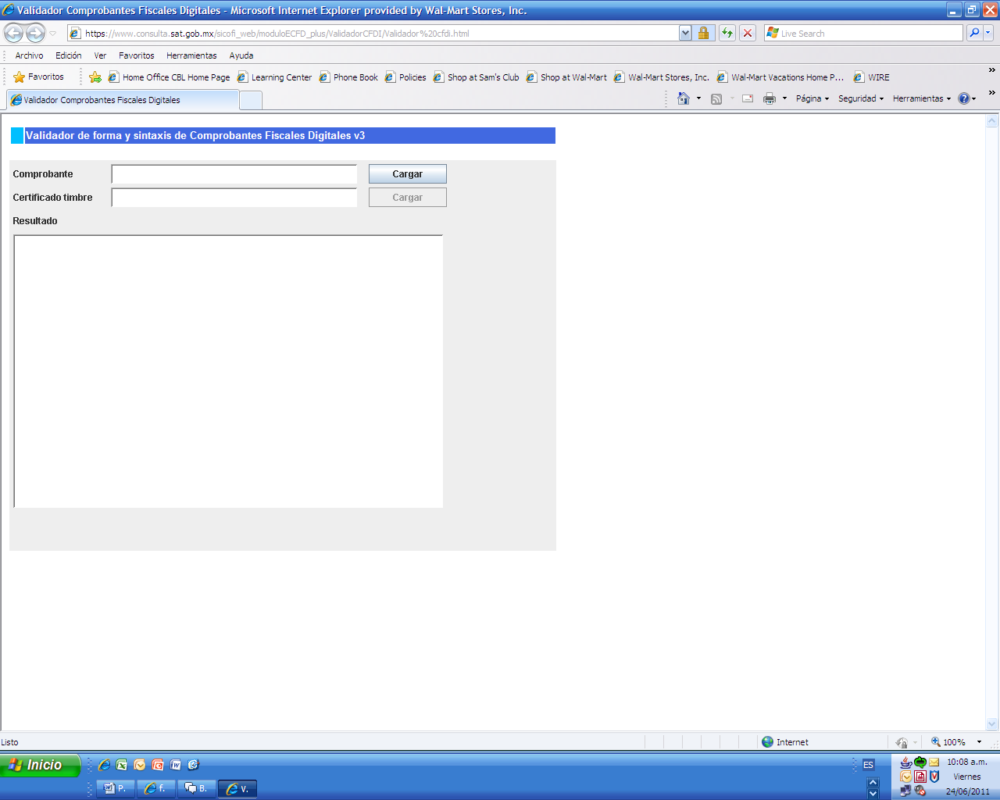 Validador Comprobantes Fiscales Digitales - Microsoft Internet Explorer provided by Wal-Mart Stores, Inc.
https://www.consulta.sat.gob.mx/sicofi_web/moduloECFD_plus/ValidadorCFDI/Validador%20cfdi.html
Live Search
Archivo Edición Ver Favoritos Herramientas Ayuda
Favoritos Home Office CBL Home Page Learning Center Phone Book Policies Shop at Sam's Club Shop at Wal-Mart Wal-Mart Stores, Inc. Wal-Mart Vacations Home P... WIRE
Validador Comprobantes Fiscales Digitales Página Seguridad Herramientas
Validador de forma y sintaxis de Comprobantes Fiscales Digitales v3
Comprobante Cargar
Certificado timbre Cargar
Resultado
Listo Internet 100%
Inicio ES 10:08 a.m.
P. f. B. V. Viernes
24/06/2011